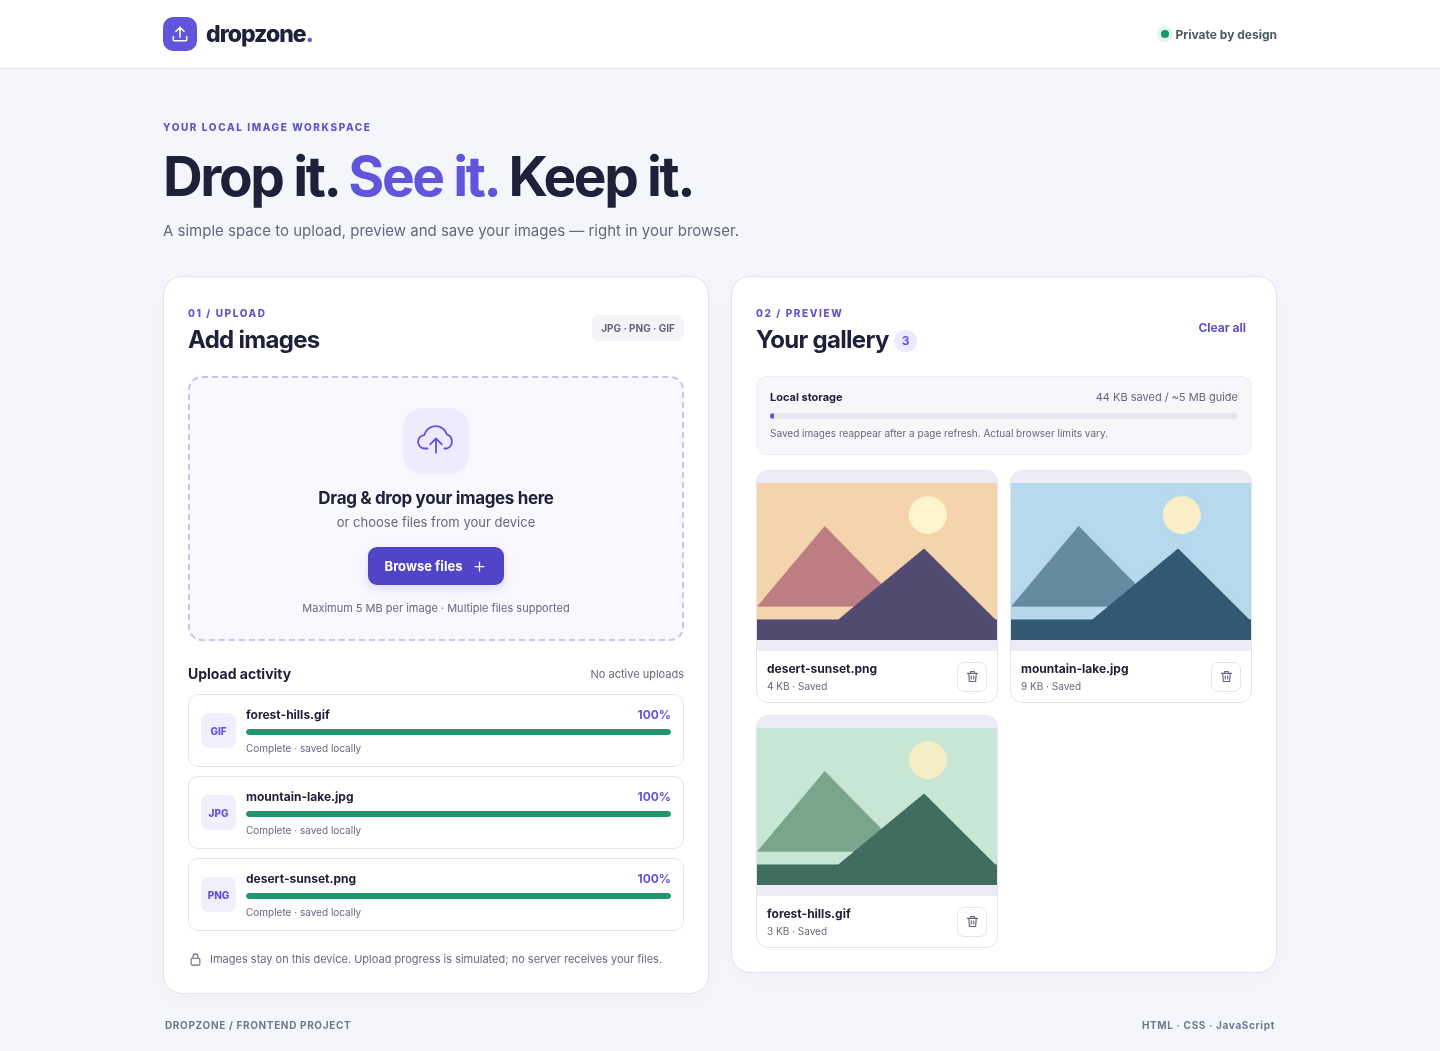 dropzone.
Private by design
YOUR LOCAL IMAGE WORKSPACE
Drop it. See it. Keep it.
A simple space to upload, preview and save your images — right in your browser.
01 / UPLOAD
Add images
JPG · PNG · GIF
Drag & drop your images here
or choose files from your device
Browse files +
Maximum 5 MB per image · Multiple files supported
Upload activity
No active uploads
GIF
forest-hills.gif
100%
Complete · saved locally
JPG
mountain-lake.jpg
100%
Complete · saved locally
PNG
desert-sunset.png
100%
Complete · saved locally
Images stay on this device. Upload progress is simulated; no server receives your files.
02 / PREVIEW
Your gallery 3
Clear all
Local storage
44 KB saved / ~5 MB guide
Saved images reappear after a page refresh. Actual browser limits vary.
desert-sunset.png
4 KB · Saved
mountain-lake.jpg
9 KB · Saved
forest-hills.gif
3 KB · Saved
DROPZONE / FRONTEND PROJECT
HTML · CSS · JavaScript